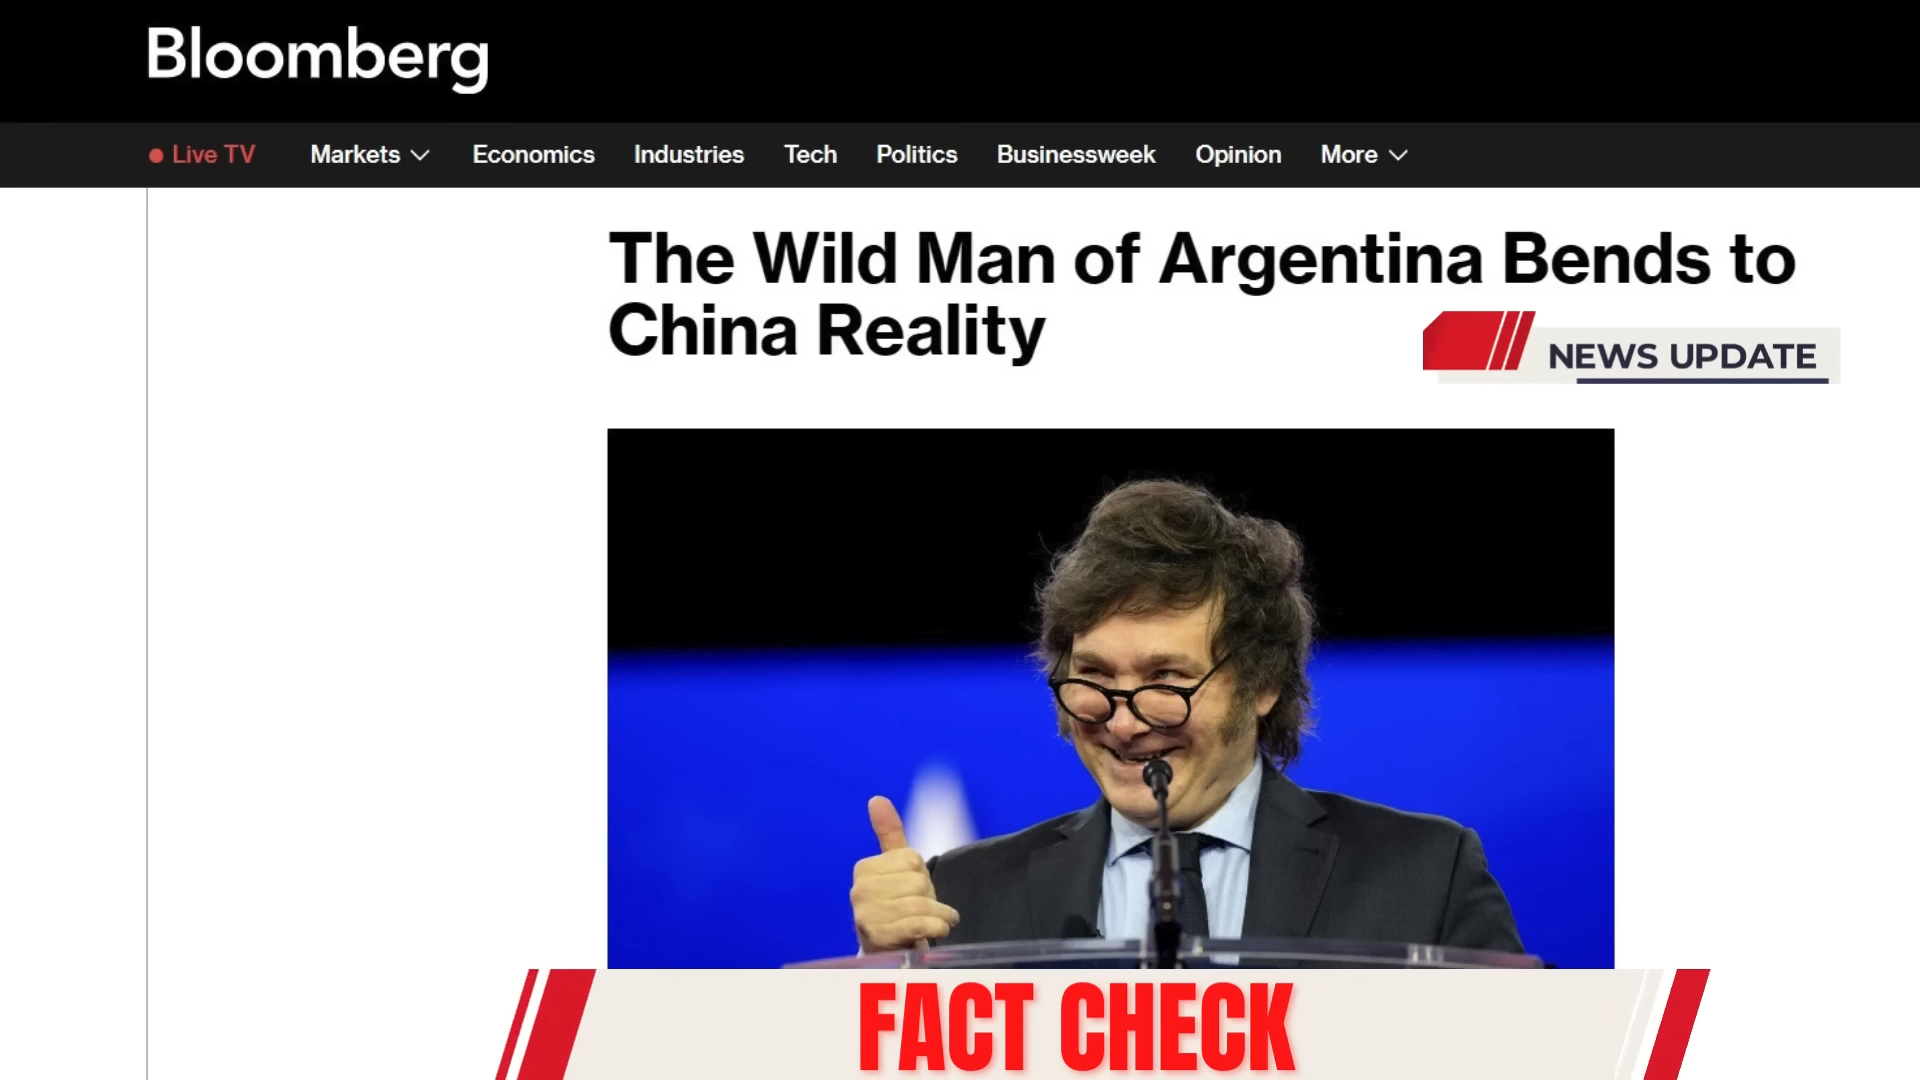 Bloomberg
Live TV Markets Economics Industries Tech Politics Businessweek Opinion More
The Wild Man of Argentina Bends to
China Reality
NEWS UPDATE
FACT CHECK